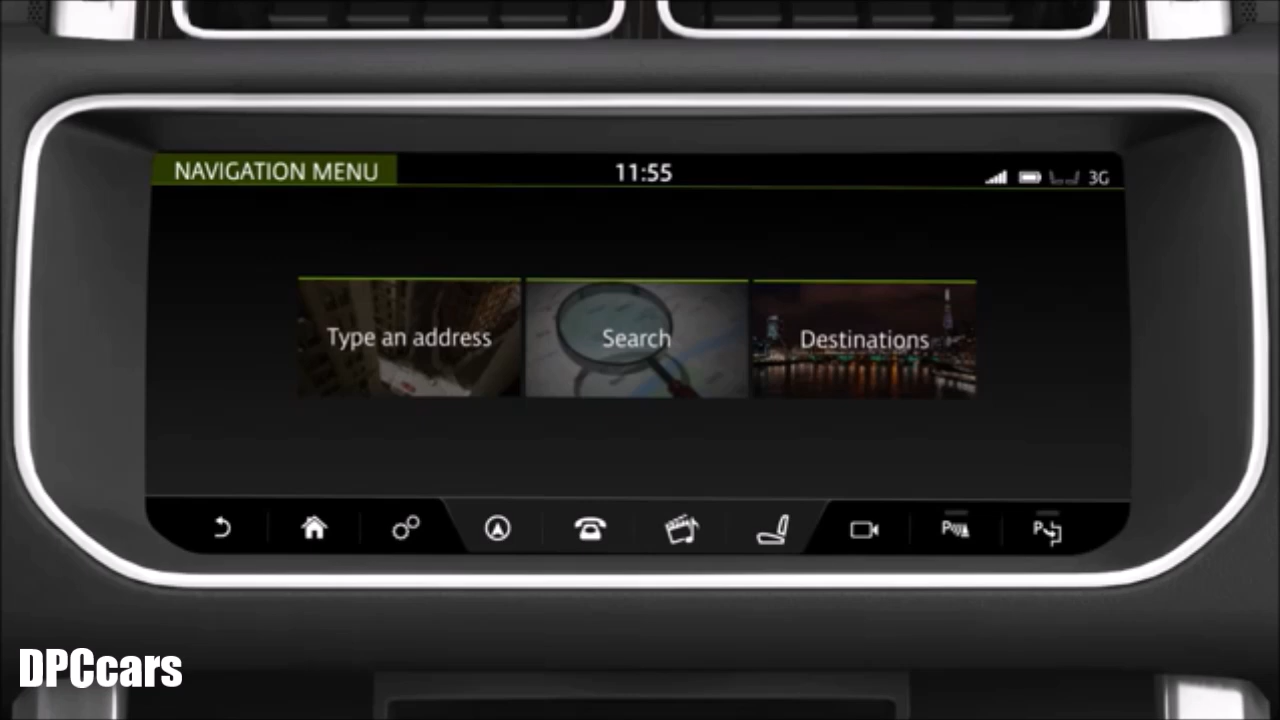 NAVIGATION MENU 11:55 3G
Type an address Search Destinations
P P
DPCcars